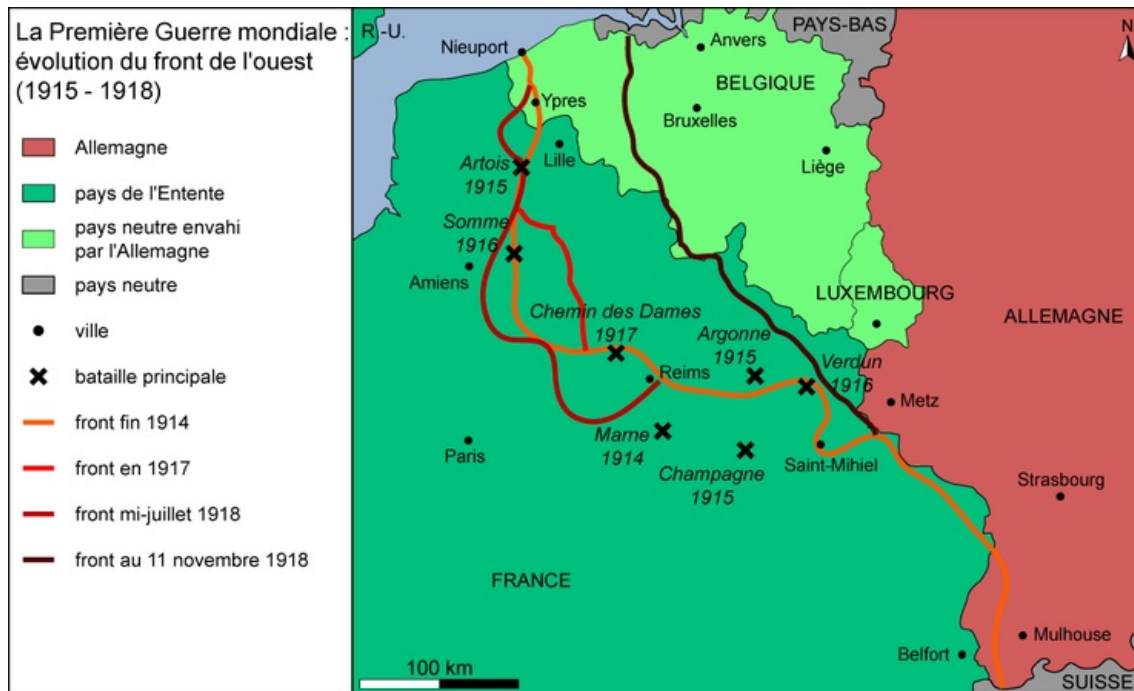 La Première Guerre mondiale :
évolution du front de l'ouest
(1915 - 1918)
Allemagne
pays de l'Entente
pays neutre envahi
par l'Allemagne
pays neutre
ville
bataille principale
front fin 1914
front en 1917
front mi-juillet 1918
front au 11 novembre 1918
R.-U.
PAYS-BAS
N
Nieuport
Anvers
BELGIQUE
Ypres
Bruxelles
Lille
Liège
Artois
1915
Somme
1916
Amiens
LUXEMBOURG
ALLEMAGNE
Chemin des Dames
1917
Argonne
1915
Verdun
1916
Reims
Metz
Marne
1914
Paris
Saint-Mihiel
Champagne
1915
Strasbourg
FRANCE
Mulhouse
Belfort
100 km
SUISSE